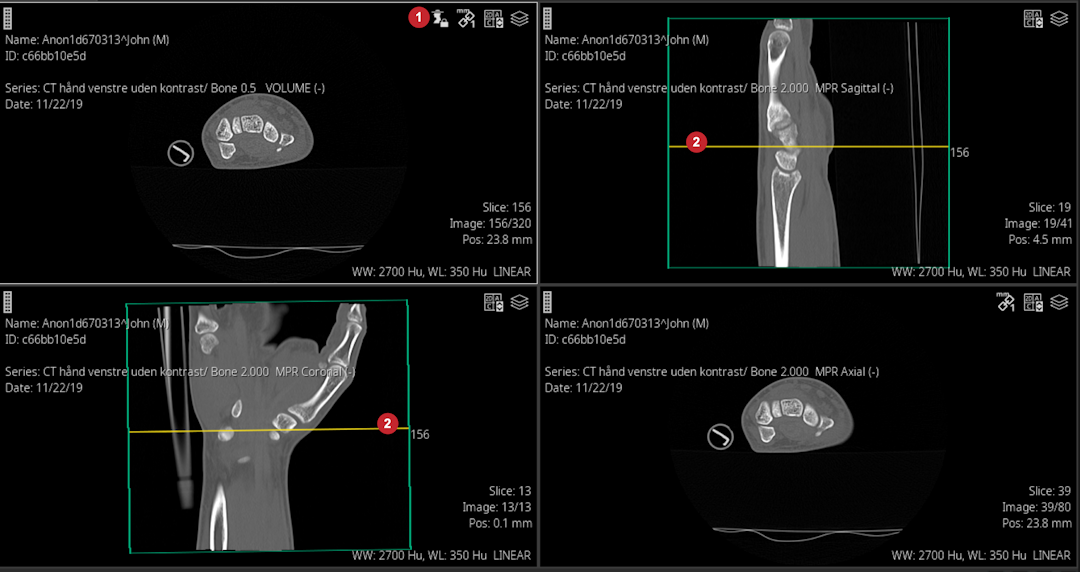 1
mm
Name: Anon1d670313^John (M)
ID: c66bb10e5d
Series: CT hånd venstre uden kontrast/ Bone 0.5 VOLUME (-)
Date: 11/22/19
Slice: 156
Image: 156/320
Pos: 23.8 mm
WW: 2700 Hu, WL: 350 Hu LINEAR
Name: Anon1d670313^John (M)
ID: c66bb10e5d
Series: CT hånd venstre uden kontrast/ Bone 2.000 MPR Sagittal (-)
Date: 11/22/19
2
156
Slice: 19
Image: 19/41
Pos: 4.5 mm
WW: 2700 Hu, WL: 350 Hu LINEAR
Name: Anon1d670313^John (M)
ID: c66bb10e5d
Series: CT hånd venstre uden kontrast/ Bone 2.000 MPR Coronal (-)
Date: 11/22/19
2
156
Slice: 13
Image: 13/13
Pos: 0.1 mm
WW: 2700 Hu, WL: 350 Hu LINEAR
mm
Name: Anon1d670313^John (M)
ID: c66bb10e5d
Series: CT hånd venstre uden kontrast/ Bone 2.000 MPR Axial (-)
Date: 11/22/19
Slice: 39
Image: 39/80
Pos: 23.8 mm
WW: 2700 Hu, WL: 350 Hu LINEAR